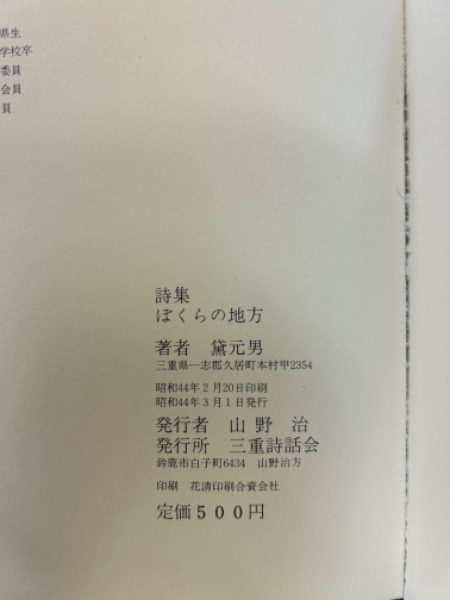 県生
学校卒
委員
会員
員
詩集
ぼくらの地方
著者 黛元男
三重県一志郡久居町本村甲2354
昭和44年2月20日印刷
昭和44年3月1日発行
発行者 山野 治
発行所 三重詩話会
鈴鹿市白子町6434 山野治方
印刷 花清印刷合資会社
定価500円